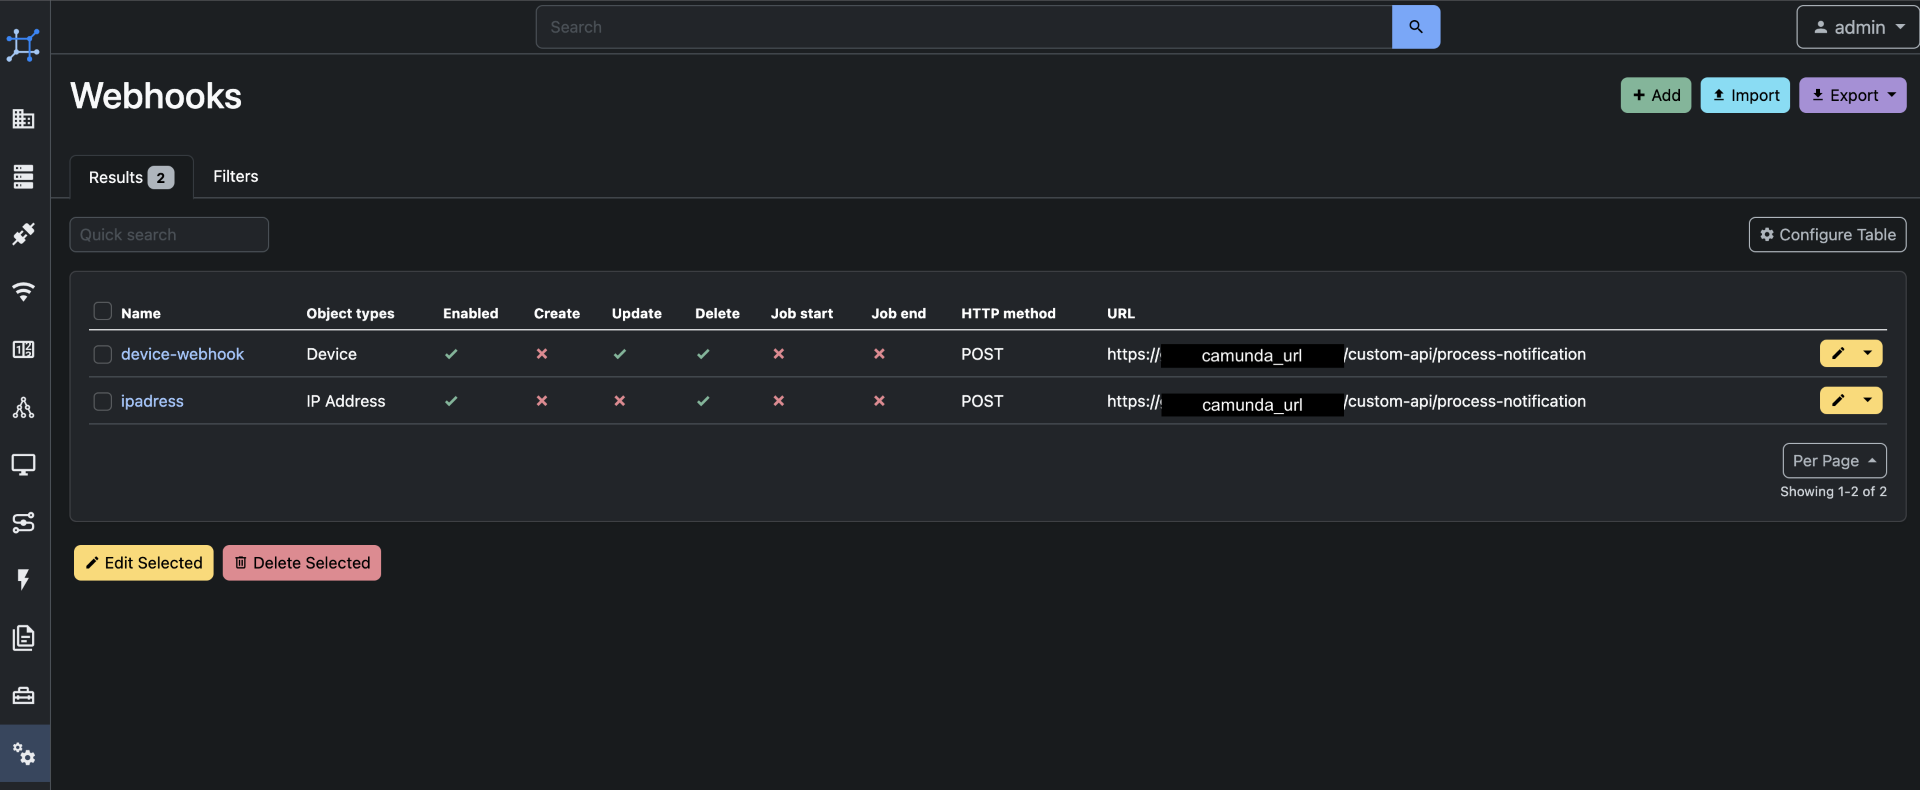 Search
admin
Webhooks
Add
Import
Export
Results 2
Filters
Quick search
Configure Table
Name Object types Enabled Create Update Delete Job start Job end HTTP method URL
device-webhook Device POST https:// camunda_url /custom-api/process-notification
ipadress IP Address POST https:// camunda_url /custom-api/process-notification
Per Page
Showing 1-2 of 2
Edit Selected
Delete Selected